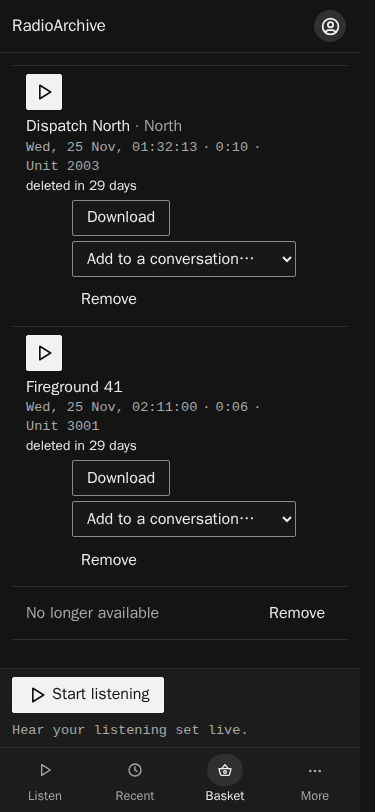 RadioArchive
Dispatch North · North
Wed, 25 Nov, 01:32:13 · 0:10 ·
Unit 2003
deleted in 29 days
Download
Add to a conversation…
Remove
Fireground 41
Wed, 25 Nov, 02:11:00 · 0:06 ·
Unit 3001
deleted in 29 days
Download
Add to a conversation…
Remove
No longer available Remove
Start listening
Hear your listening set live.
Listen Recent Basket More